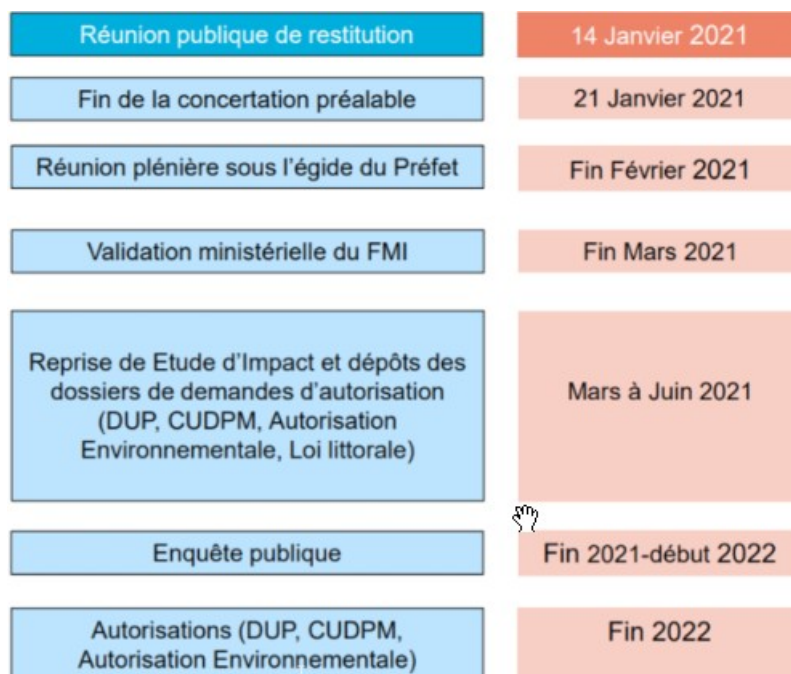 Réunion publique de restitution
14 Janvier 2021
Fin de la concertation préalable
21 Janvier 2021
Réunion plénière sous l'égide du Préfet
Fin Février 2021
Validation ministérielle du FMI
Fin Mars 2021
Reprise de Etude d'Impact et dépôts des
dossiers de demandes d'autorisation
(DUP, CUDPM, Autorisation
Environnementale, Loi littorale)
Mars à Juin 2021
Enquête publique
Fin 2021-début 2022
Autorisations (DUP, CUDPM,
Autorisation Environnementale)
Fin 2022